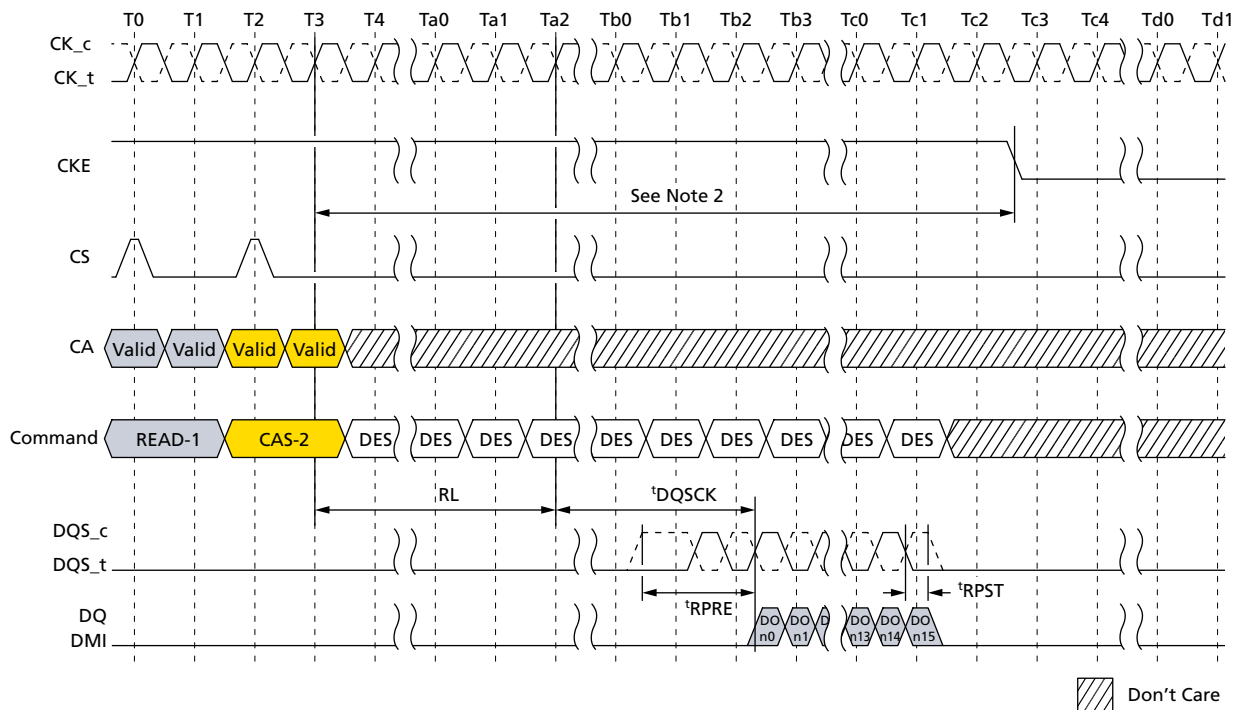 T0 T1 T2 T3 T4 Ta0 Ta1 Ta2 Tb0 Tb1 Tb2 Tb3 Tc0 Tc1 Tc2 Tc3 Tc4 Td0 Td1
CK_c
CK_t
CKE
See Note 2
CS
CA Valid Valid Valid Valid
Command READ-1 CAS-2 DES DES DES DES DES DES DES DES DES DES
RL tDQSCK
DQS_c
DQS_t
tRPRE tRPST
DQ
DMI
DO n0 DO n1 D DO n13 DO n14 DO n15
Don't Care